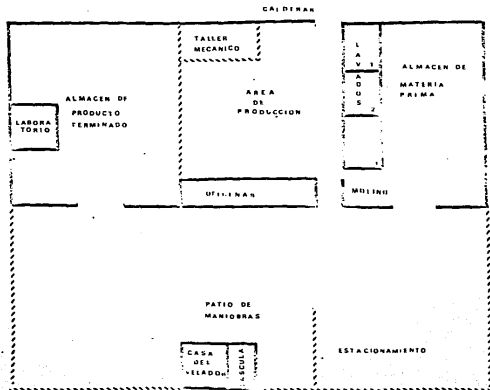 CALDERAS
TALLER
MECANICO
LAVADOS
1
2
ALMACEN DE
MATERIA
PRIMA
AREA
DE
PRODUCCION
ALMACEN DE
PRODUCTO
TERMINADO
LABORA
TORIO
OFICINAS
MOLINO
PATIO DE
MANIOBRAS
CASA
DEL
VELADOR
ESTACIONAMIENTO